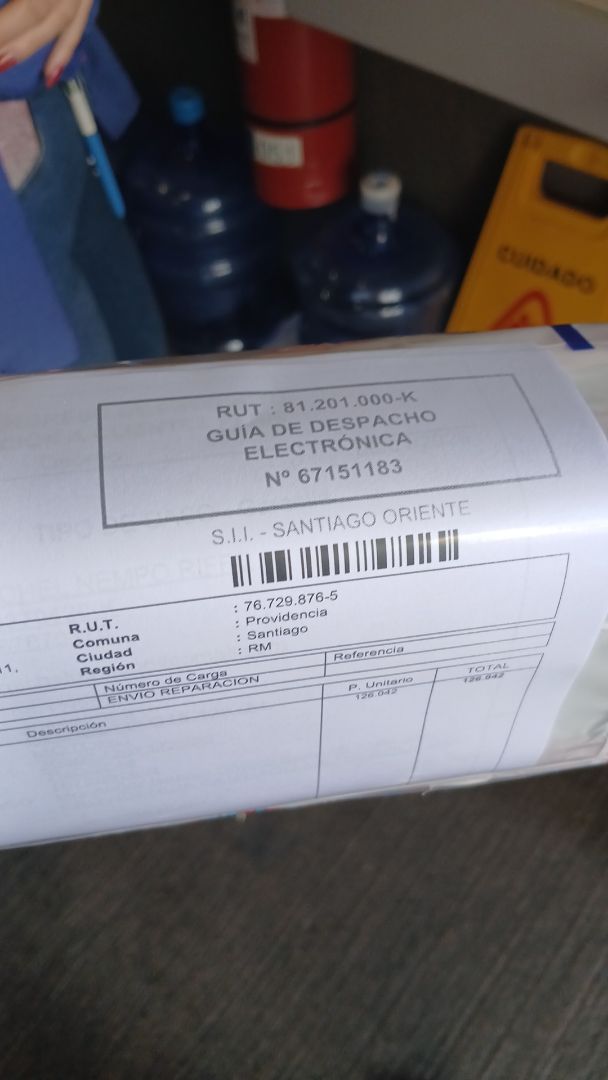 CUIDADO
RUT : 81.201.000-K
GUÍA DE DESPACHO
ELECTRÓNICA
Nº 67151183
S.I.I. - SANTIAGO ORIENTE
R.U.T. : 76.729.876-5
Comuna : Providencia
Ciudad : Santiago
Región : RM
Número de Carga Referencia
ENVIO REPARACION
Descripción P. Unitario TOTAL
126.042 126.042